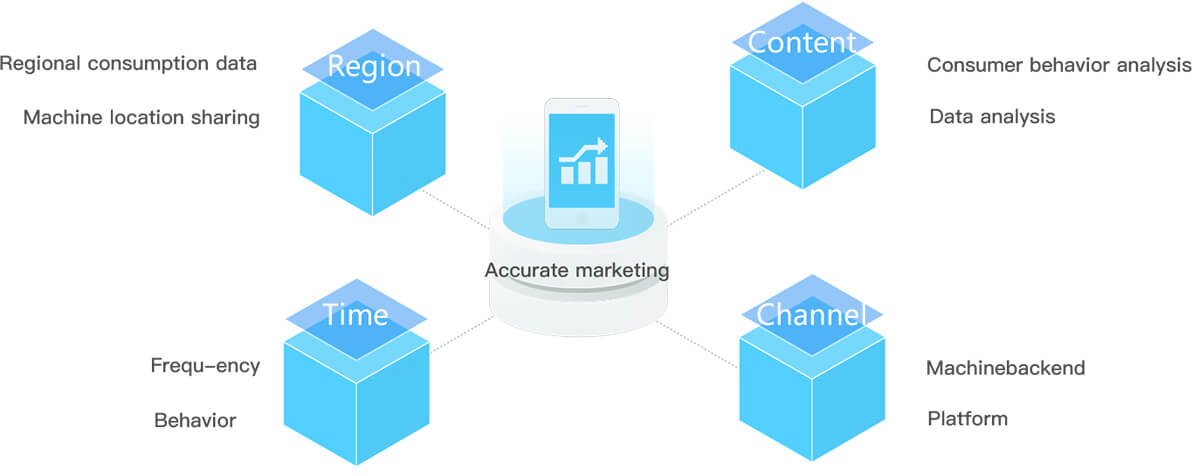 Region
Regional consumption data
Machine location sharing
Content
Consumer behavior analysis
Data analysis
Accurate marketing
Time
Frequ-ency
Behavior
Channel
Machinebackend
Platform